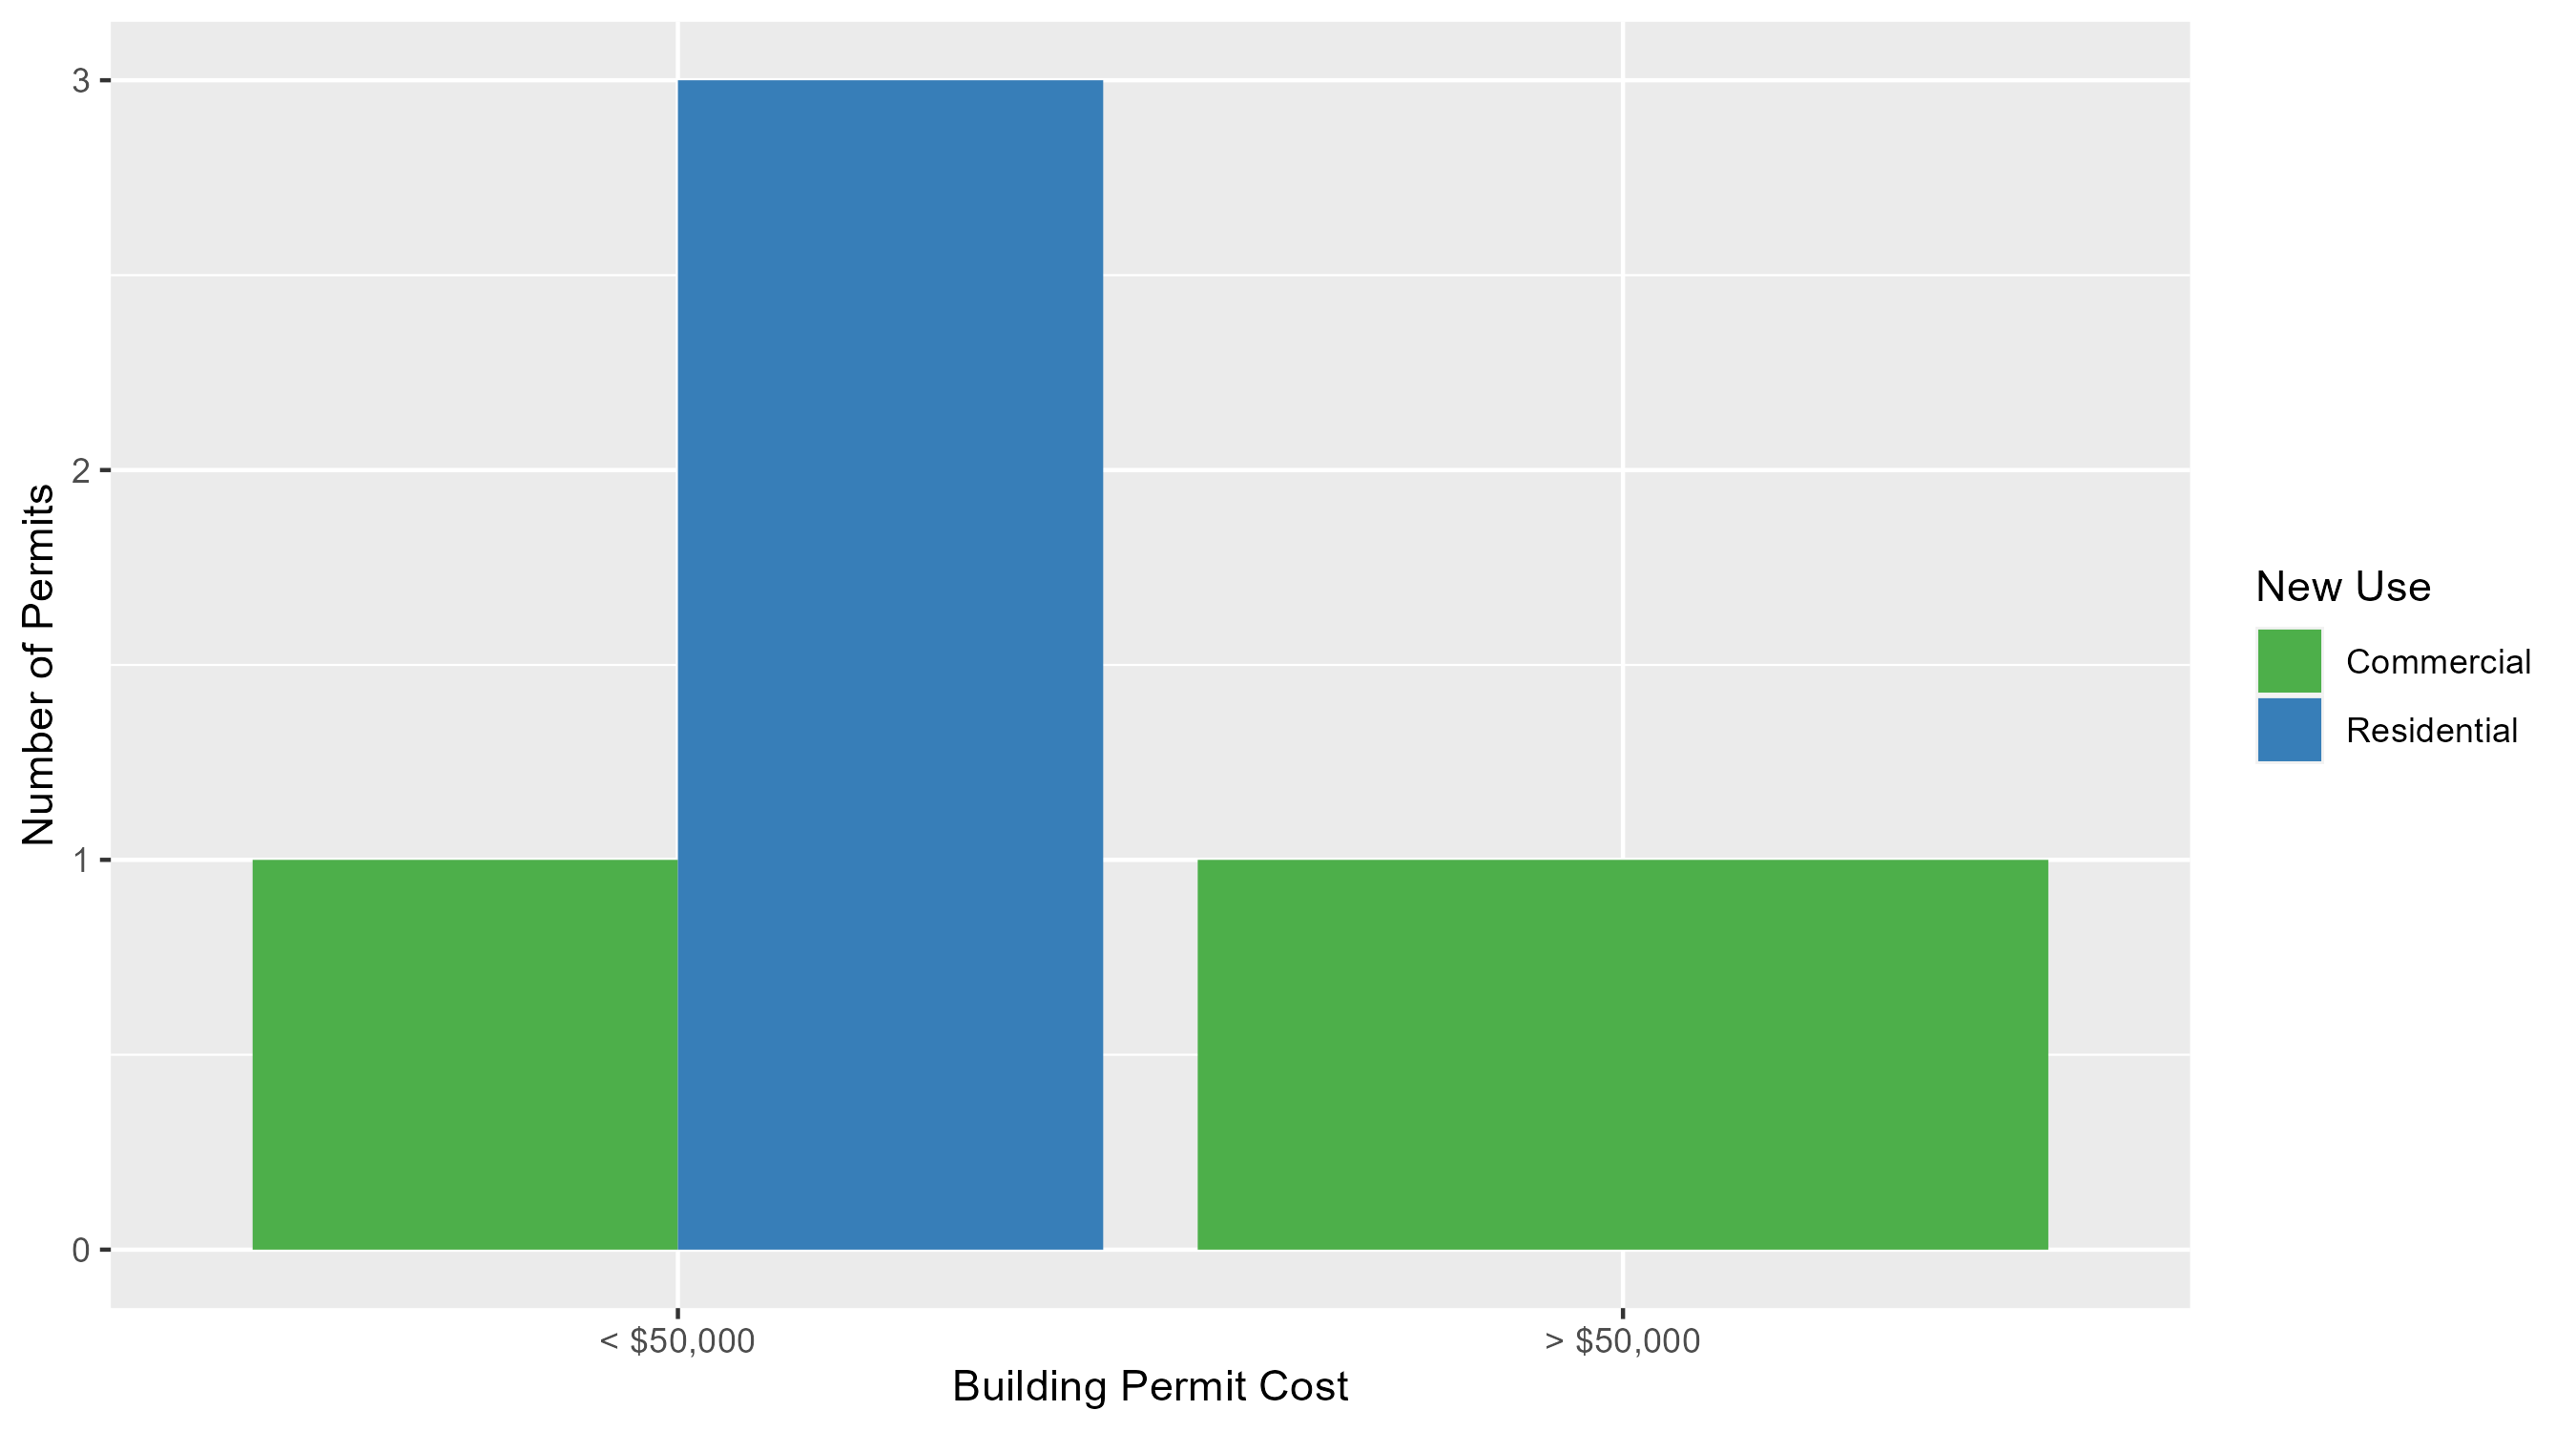 3
2
1
0
Number of Permits
< $50,000
> $50,000
Building Permit Cost
New Use
Commercial
Residential